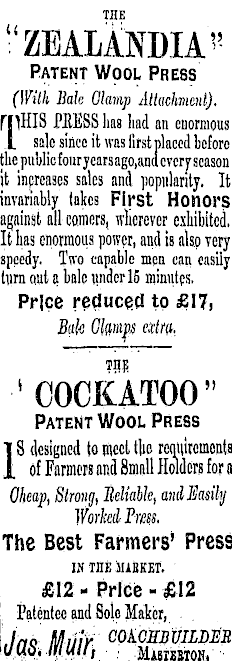 THE
"ZEALANDIA"
PATENT WOOL PRESS
(With Bale Clamp Attachment).
THIS PRESS has had an enormous
sale since it was first placed before
the public four years ago, and every season
it increases sales and popularity. It
invariably takes First Honors
against all comers, wherever exhibited.
It has enormous power, and is also very
speedy. Two capable men can easily
turn out a bale under 15 minutes.
Price reduced to £17,
Bale Clamps extra.
THE
'COCKATOO"
PATENT WOOL PRESS
IS designed to meet the requirements
of Farmers and Small Holders for a
Cheap, Strong, Reliable, and Easily
Worked Press.
The Best Farmers' Press
IN THE MARKET.
£12 - Price - £12
Patentee and Sole Maker,
Jas. Muir, COACHBUILDER
MASTERTON.